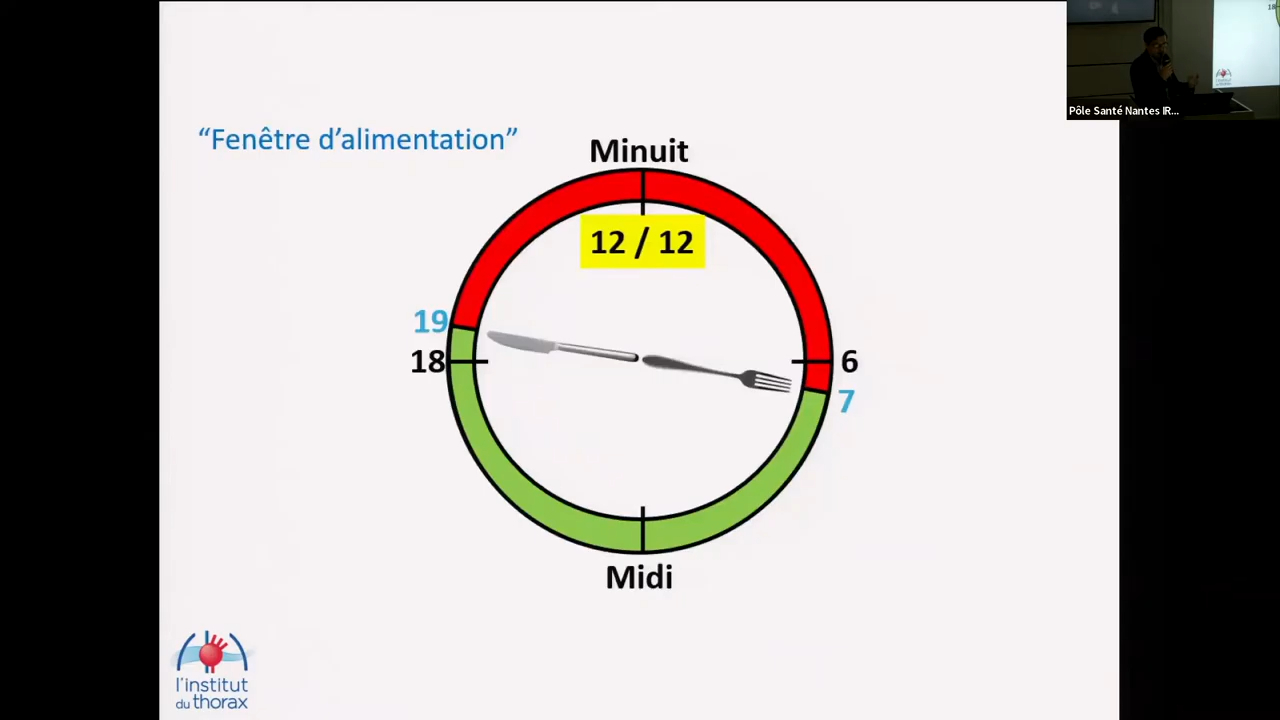 “Fenêtre d’alimentation”
Minuit
12 / 12
19
18
6
7
Midi
l’institut
du thorax
Pôle Santé Nantes IR...